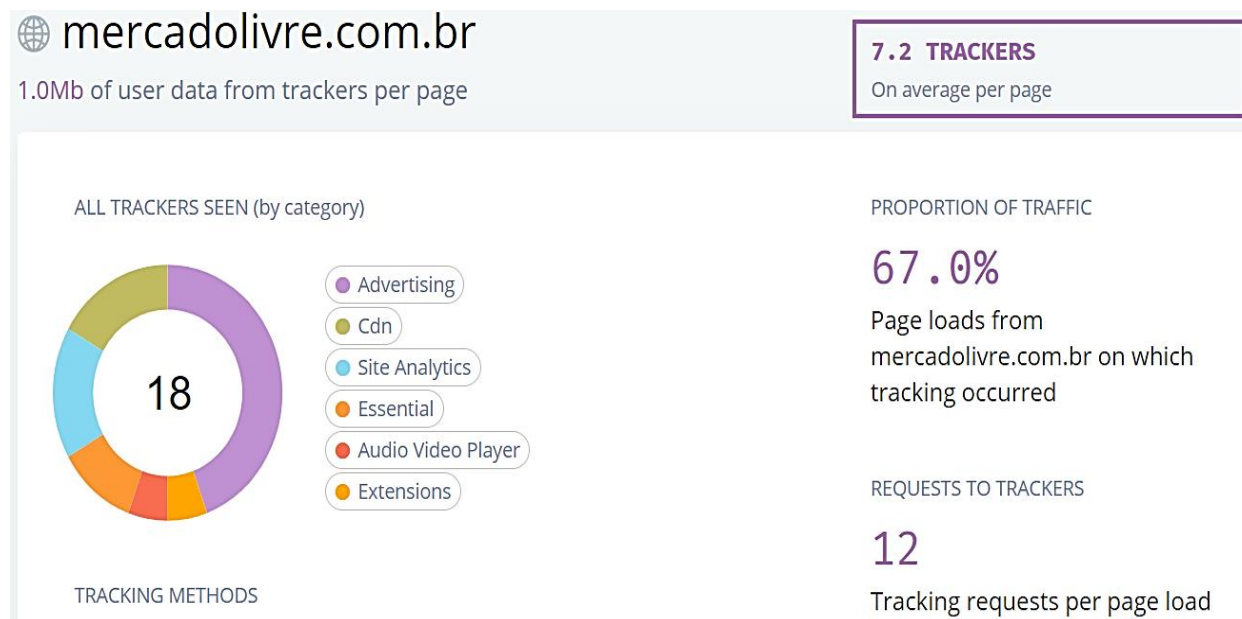 mercadolivre.com.br
1.0Mb of user data from trackers per page
7.2 TRACKERS
On average per page
ALL TRACKERS SEEN (by category)
18
Advertising
Cdn
Site Analytics
Essential
Audio Video Player
Extensions
TRACKING METHODS
PROPORTION OF TRAFFIC
67.0%
Page loads from
mercadolivre.com.br on which
tracking occurred
REQUESTS TO TRACKERS
12
Tracking requests per page load